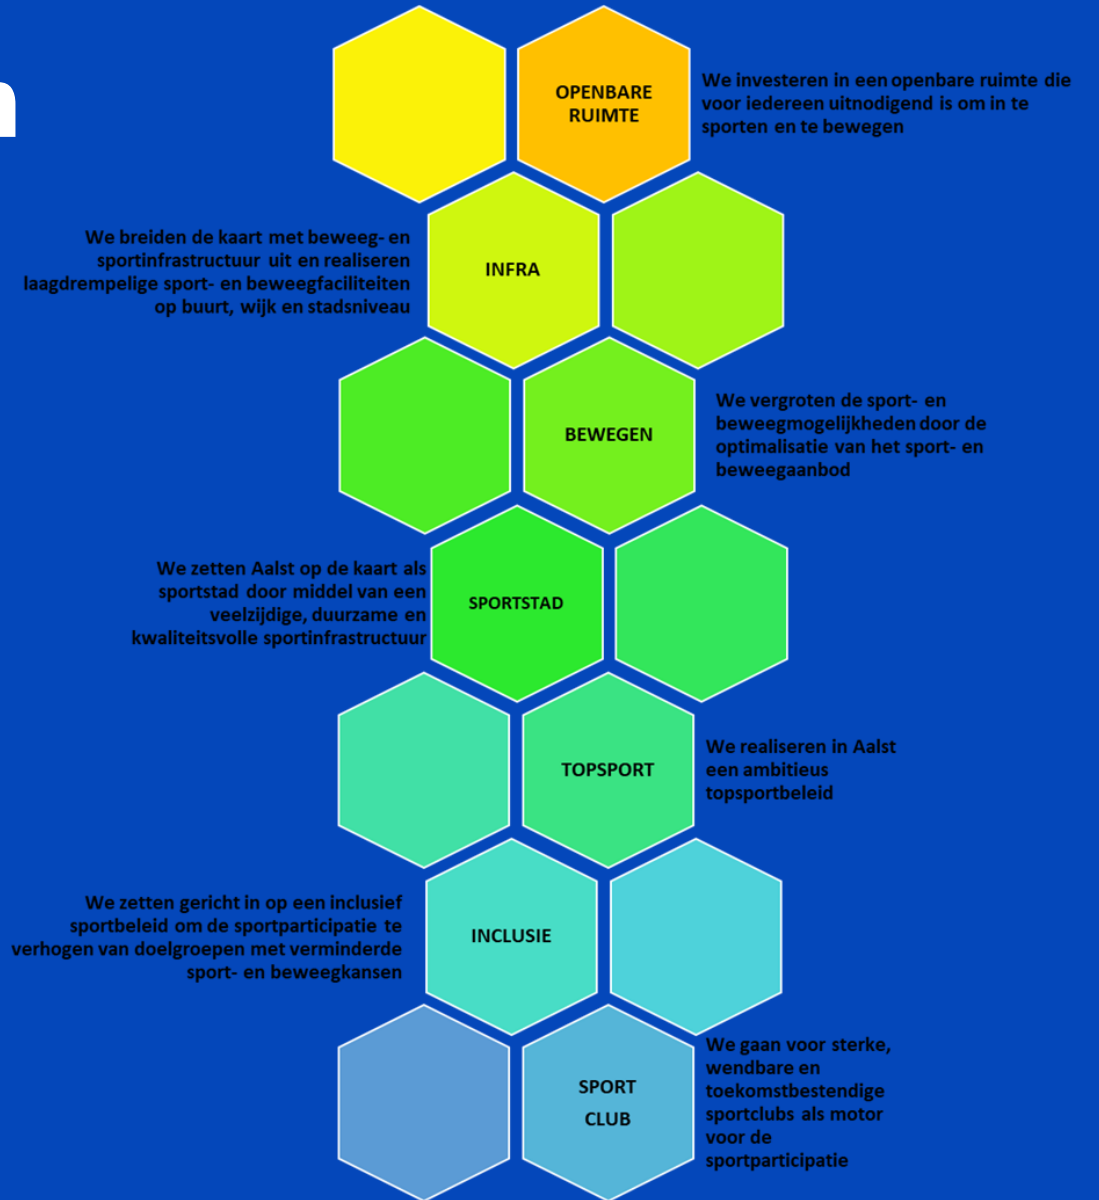 n
OPENBARE
RUIMTE
We investeren in een openbare ruimte die
voor iedereen uitnodigend is om in te
sporten en te bewegen
We breiden de kaart met beweeg- en
sportinfrastructuur uit en realiseren
laagdrempelige sport- en beweegfaciliteiten
op buurt, wijk en stadsniveau
INFRA
BEWEGEN
We vergroten de sport- en
beweegmogelijkheden door de
optimalisatie van het sport- en
beweegaanbod
We zetten Aalst op de kaart als
sportstad door middel van een
veelzijdige, duurzame en
kwaliteitsvolle sportinfrastructuur
SPORTSTAD
TOPSPORT
We realiseren in Aalst
een ambitieus
topsportbeleid
We zetten gericht in op een inclusief
sportbeleid om de sportparticipatie te
verhogen van doelgroepen met verminderde
sport- en beweegkansen
INCLUSIE
SPORT
CLUB
We gaan voor sterke,
wendbare en
toekomstbestendige
sportclubs als motor
voor de
sportparticipatie